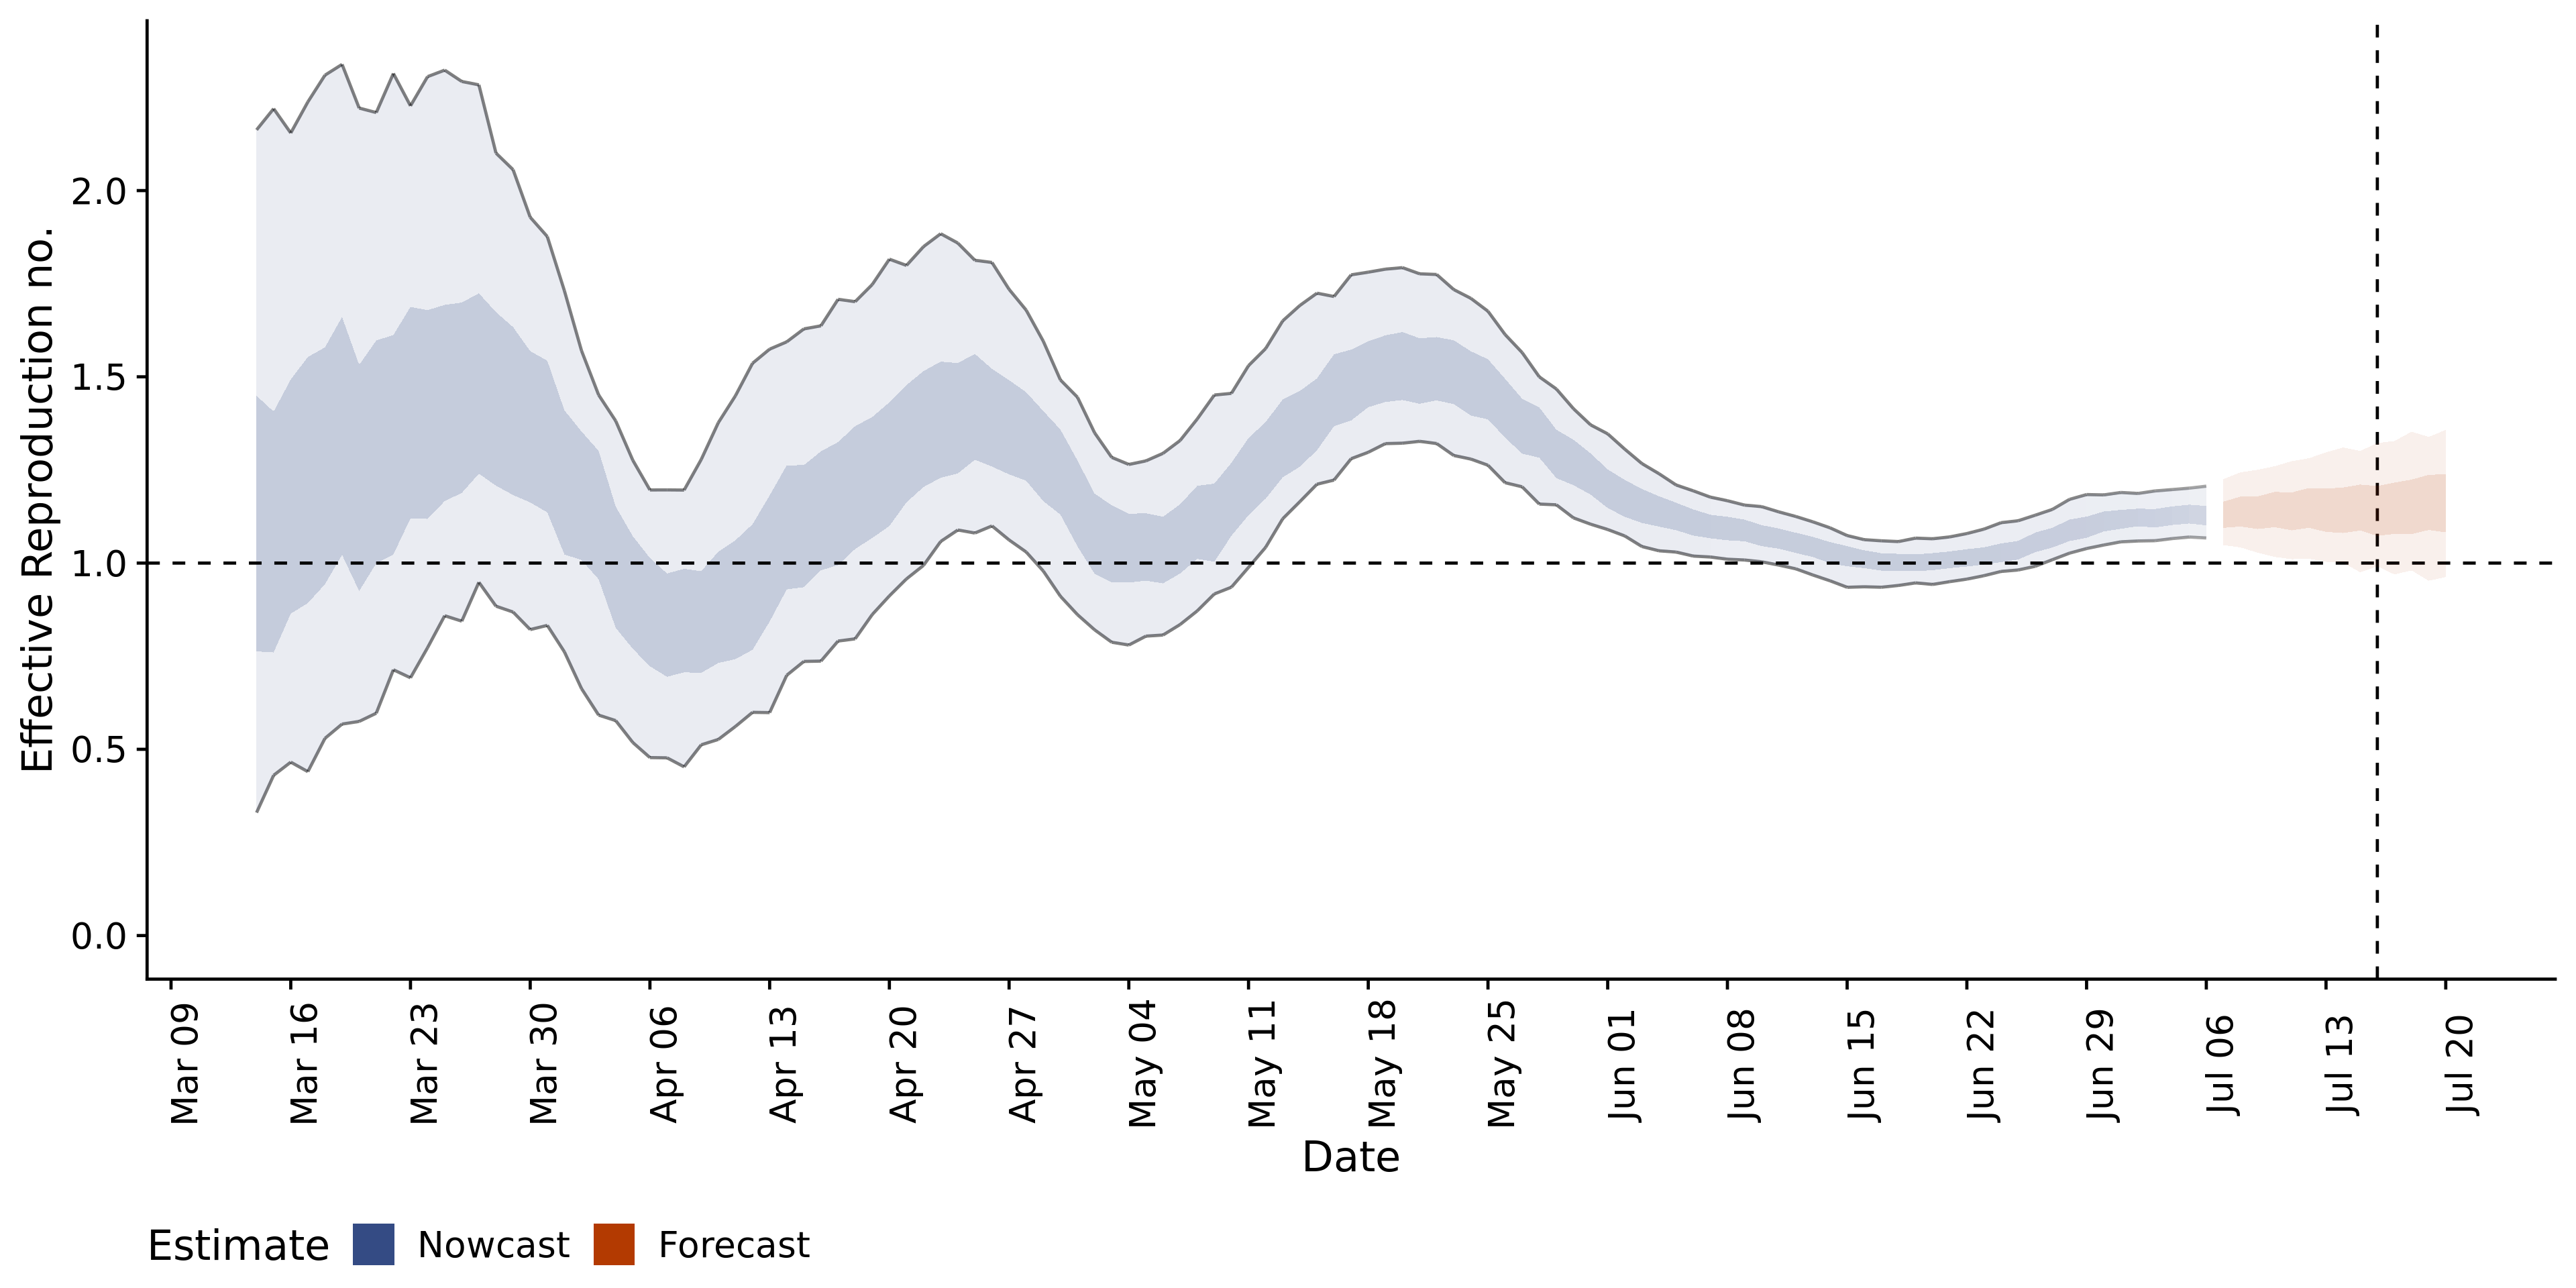 Effective Reproduction no.
2.0
1.5
1.0
0.5
0.0
Mar 09
Mar 16
Mar 23
Mar 30
Apr 06
Apr 13
Apr 20
Apr 27
May 04
May 11
May 18
May 25
Jun 01
Jun 08
Jun 15
Jun 22
Jun 29
Jul 06
Jul 13
Jul 20
Date
Estimate Nowcast Forecast